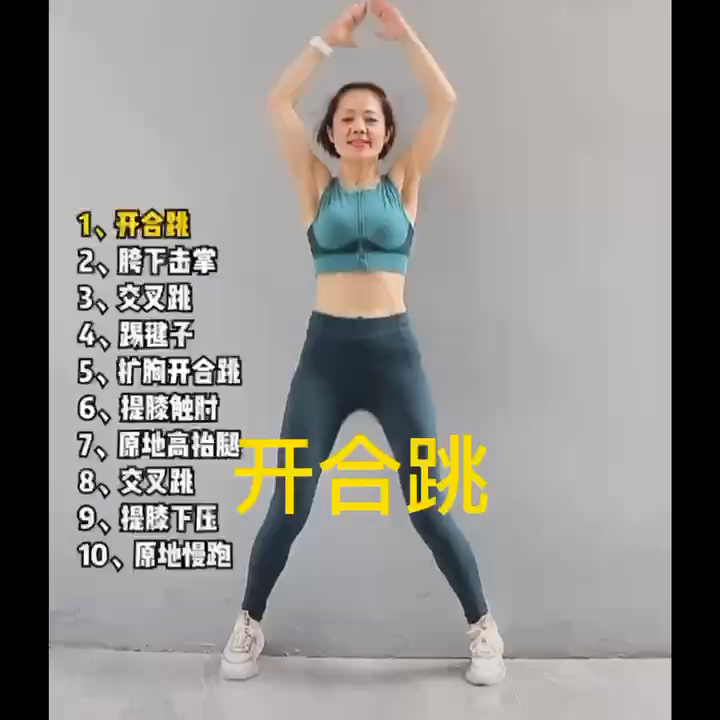 1、开合跳
2、胯下击掌
3、交叉跳
4、踢毽子
5、扩胸开合跳
6、提膝触肘
7、原地高抬腿
8、交叉跳
9、提膝下压
10、原地慢跑
开合跳